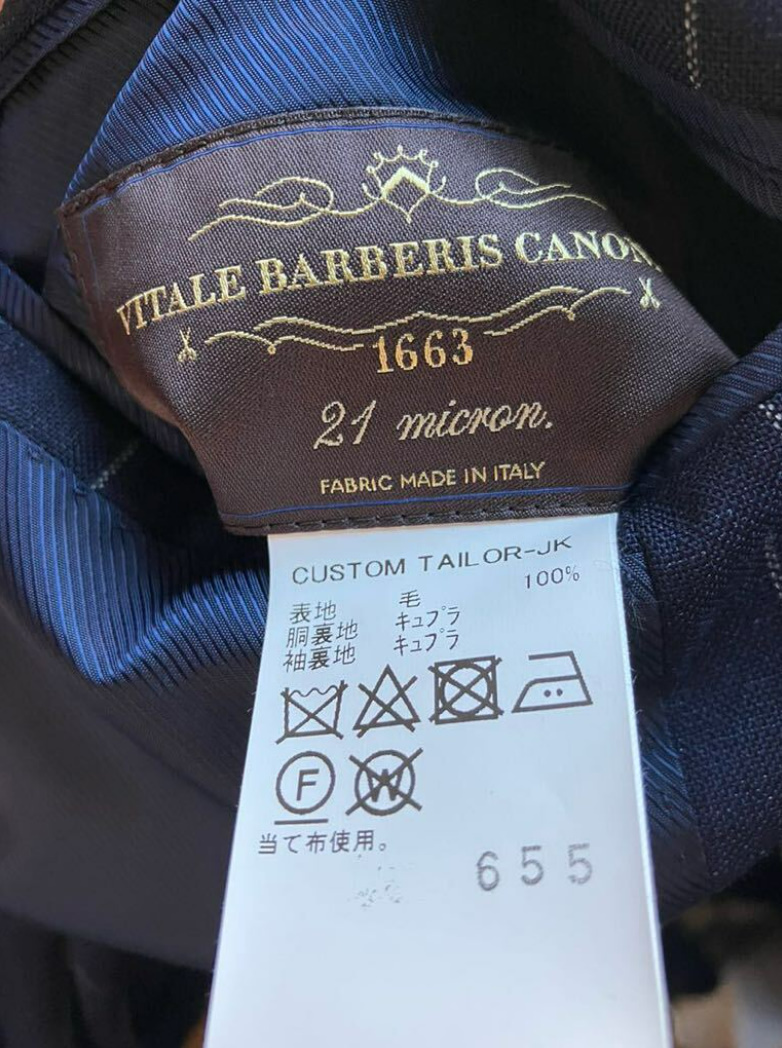 VITALE BARBERIS CANON
1663
21 micron.
FABRIC MADE IN ITALY
CUSTOM TAILOR-JK
表地 毛 100%
胴裏地 キュプラ
袖裏地 キュプラ
F W
当て布使用。
655